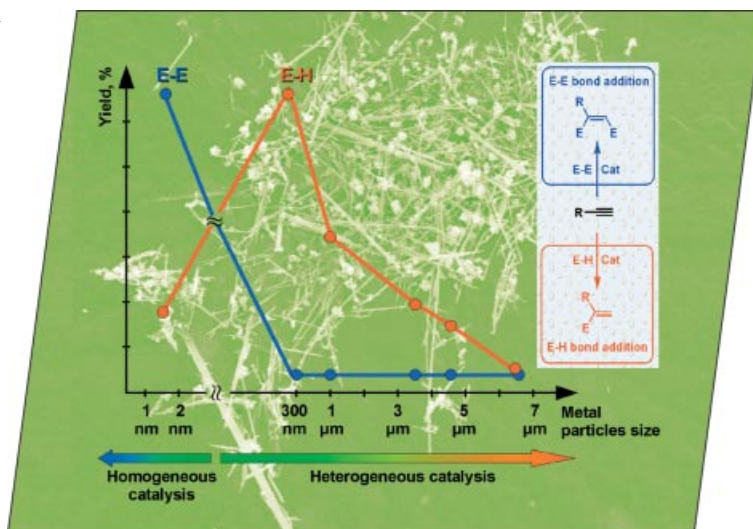 E-E
E-H
Yield, %
1
nm
2
nm
300
nm
1
μm
3
μm
5
μm
7
μm
Metal
particles size
Homogeneous
catalysis
Heterogeneous catalysis
E-E bond addition
R
E
E
E-E
Cat
R
E-H
Cat
R
E
E-H bond addition